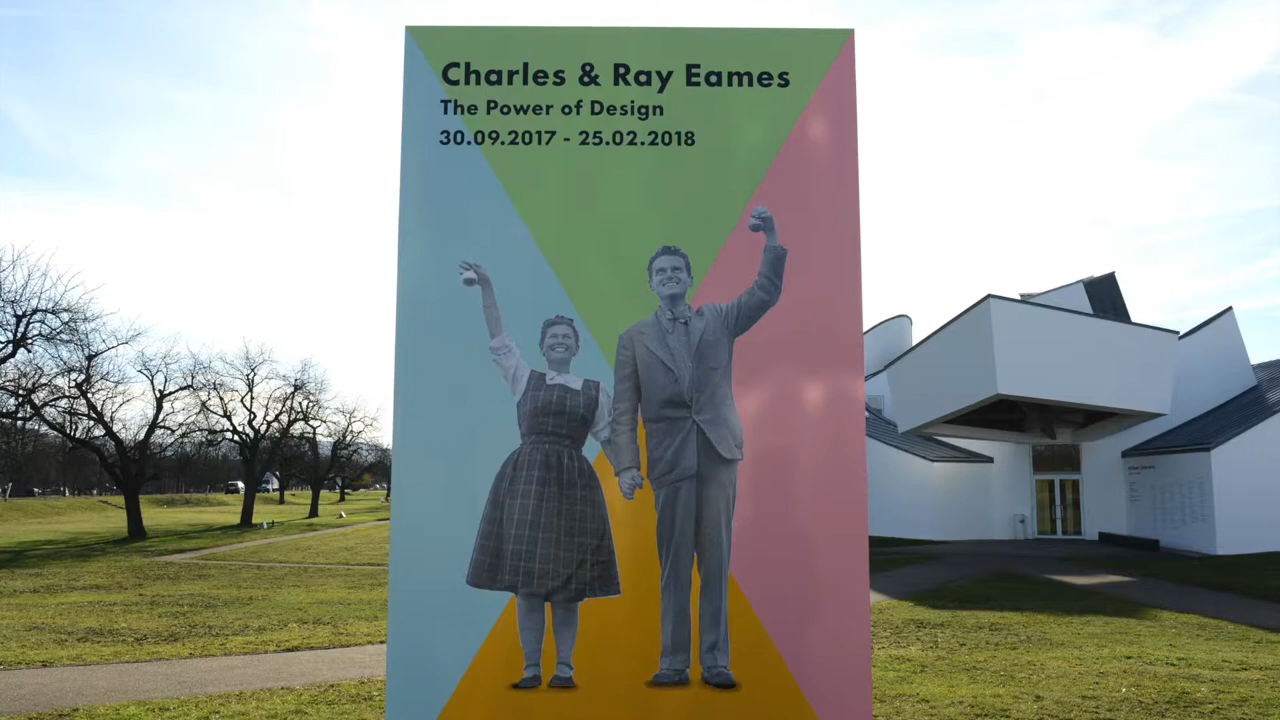 Charles & Ray Eames
The Power of Design
30.09.2017 - 25.02.2018